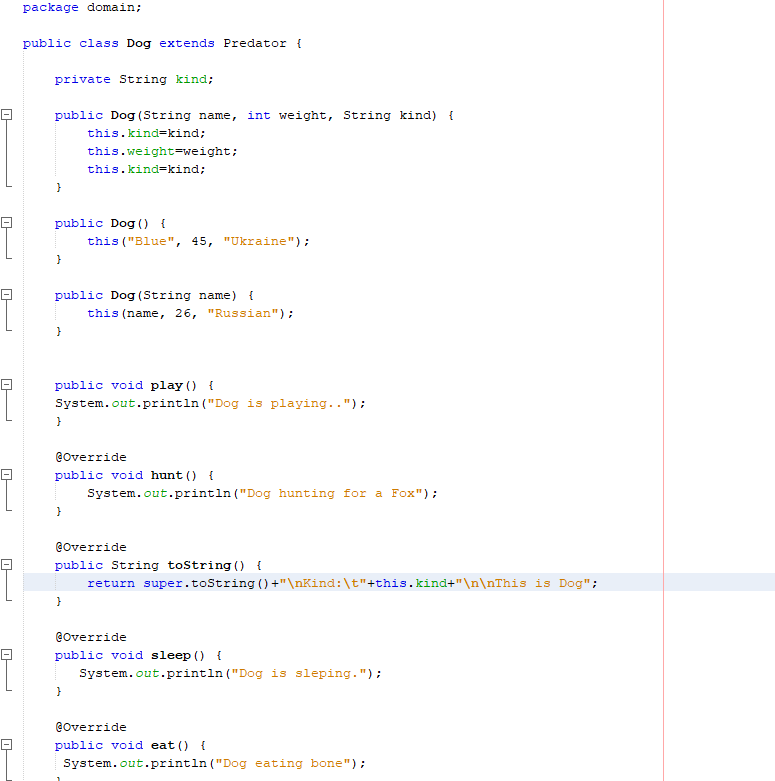 package domain;
public class Dog extends Predator {
private String kind;
public Dog(String name, int weight, String kind) {
this.kind=kind;
this.weight=weight;
this.kind=kind;
}
public Dog() {
this("Blue", 45, "Ukraine");
}
public Dog(String name) {
this(name, 26, "Russian");
}
public void play() {
System.out.println("Dog is playing..");
}
@Override
public void hunt() {
System.out.println("Dog hunting for a Fox");
}
@Override
public String toString() {
return super.toString()+"\nKind:\t"+this.kind+"\n\nThis is Dog";
}
@Override
public void sleep() {
System.out.println("Dog is sleping.");
}
@Override
public void eat() {
System.out.println("Dog eating bone");
}